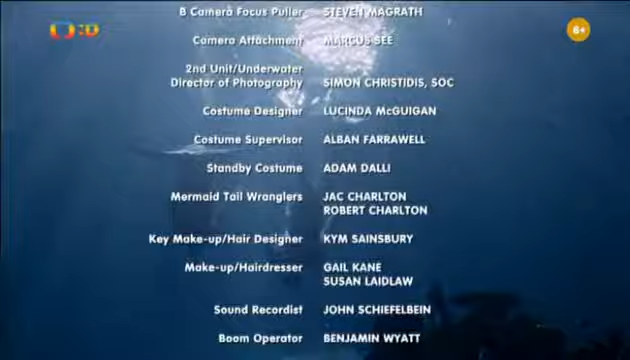 B Camera Focus Puller STEVEN MAGRATH
:D
6+
Camera Attachment MARCUS SEE
2nd Unit/Underwater
Director of Photography SIMON CHRISTIDIS, SOC
Costume Designer LUCINDA McGUIGAN
Costume Supervisor ALBAN FARRAWELL
Standby Costume ADAM DALLI
Mermaid Tail Wranglers JAC CHARLTON
ROBERT CHARLTON
Key Make-up/Hair Designer KYM SAINSBURY
Make-up/Hairdresser GAIL KANE
SUSAN LAIDLAW
Sound Recordist JOHN SCHIEFELBEIN
Boom Operator BENJAMIN WYATT